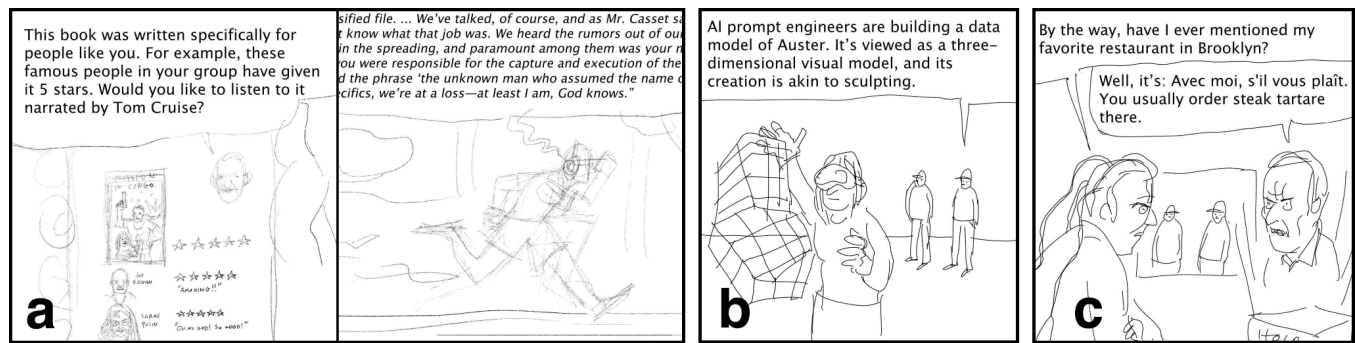 This book was written specifically for
people like you. For example, these
famous people in your group have given
it 5 stars. Would you like to listen to it
narrated by Tom Cruise?
CONGO
JOE
ROGAN
"AMAZING!!"
SARAH
PALIN
"OH MY GOD! SO GOOD!"
a
sified file. ... We've talked, of course, and as Mr. Casset sa
t know what that job was. We heard the rumors out of our
in the spreading, and paramount among them was your n
you were responsible for the capture and execution of the
d the phrase 'the unknown man who assumed the name o
ecifics, we're at a loss—at least I am, God knows."
AI prompt engineers are building a data
model of Auster. It's viewed as a three-
dimensional visual model, and its
creation is akin to sculpting.
b
By the way, have I ever mentioned my
favorite restaurant in Brooklyn?
Well, it's: Avec moi, s'il vous plaît.
You usually order steak tartare
there.
c